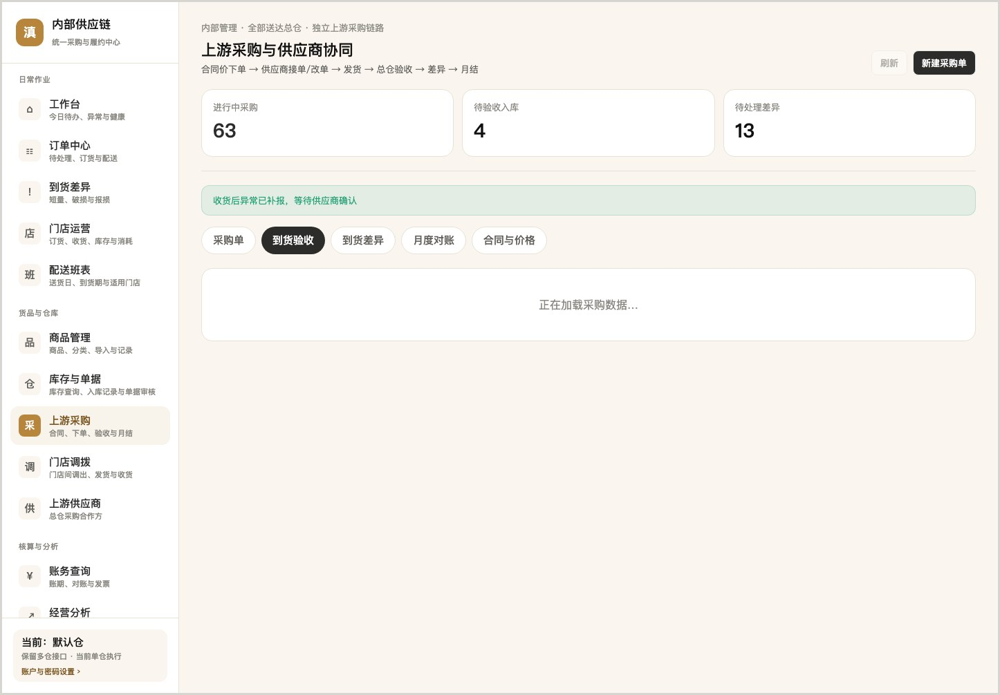 滇
内部供应链
统一采购与履约中心
日常作业
工作台
今日待办、异常与健康
订单中心
待处理、订货与配送
!
到货差异
短量、破损与报损
店
门店运营
订货、收货、库存与消耗
班
配送班表
送货日、到货期与适用门店
货品与仓库
品
商品管理
商品、分类、导入与记录
仓
库存与单据
库存查询、入库记录与单据审核
采
上游采购
合同、下单、验收与月结
调
门店调拨
门店间调出、发货与收货
供
上游供应商
总仓采购合作方
核算与分析
¥
账务查询
账期、对账与发票
↗
经营分析
当前：默认仓
保留多仓接口 · 当前单仓执行
账户与密码设置 ›
内部管理 · 全部送达总仓 · 独立上游采购链路
上游采购与供应商协同
合同价下单 → 供应商接单/改单 → 发货 → 总仓验收 → 差异 → 月结
刷新
新建采购单
进行中采购
63
待验收入库
4
待处理差异
13
收货后异常已补报，等待供应商确认
采购单
到货验收
到货差异
月度对账
合同与价格
正在加载采购数据…